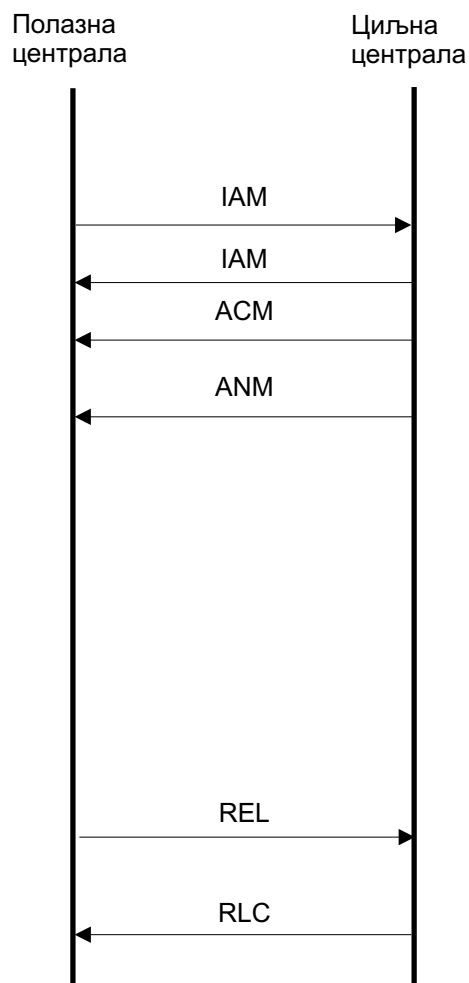 Полазна
централа
Циљна
централа
IAM
IAM
ACM
ANM
REL
RLC